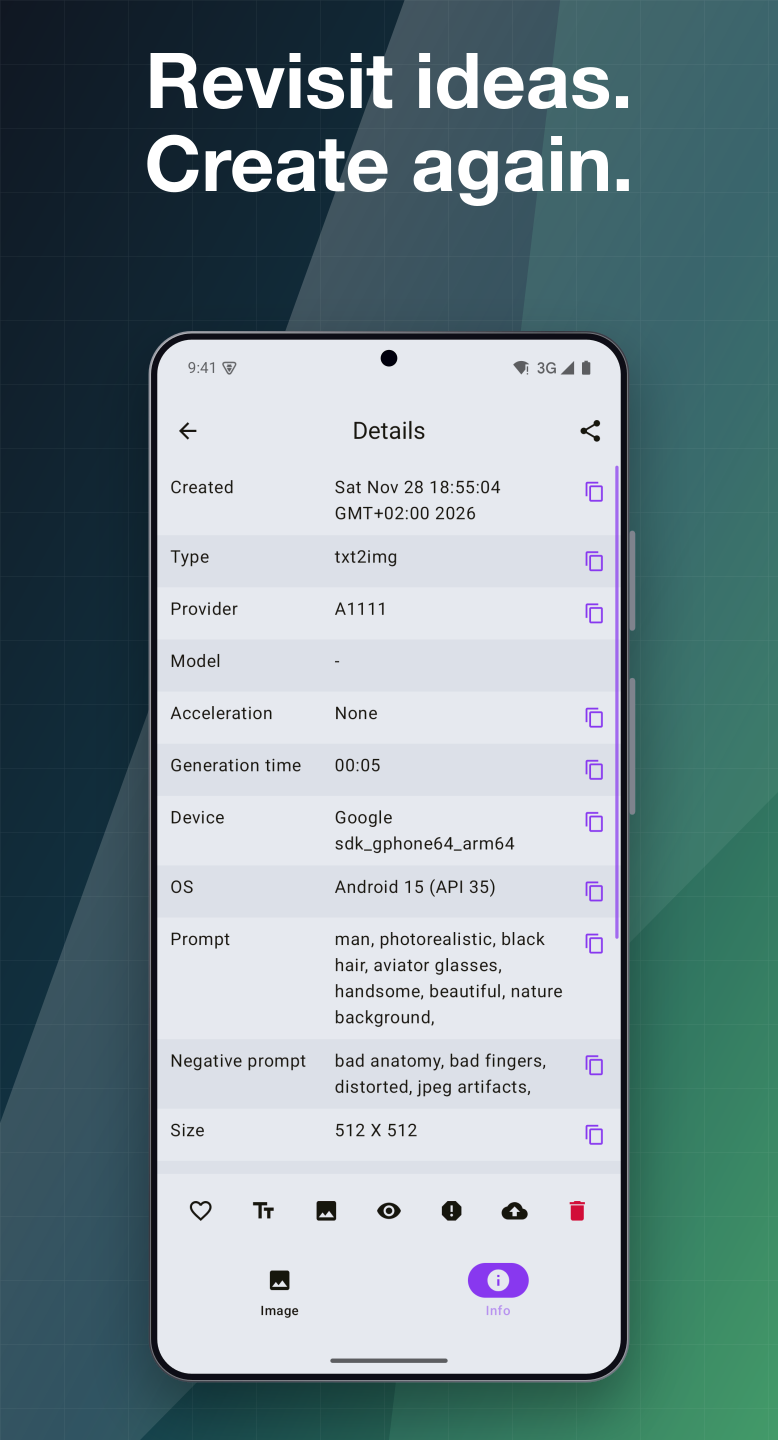 Revisit ideas.
Create again.
9:41
3G
Details
Created
Sat Nov 28 18:55:04
GMT+02:00 2026
Type
txt2img
Provider
A1111
Model
-
Acceleration
None
Generation time
00:05
Device
Google
sdk_gphone64_arm64
OS
Android 15 (API 35)
Prompt
man, photorealistic, black
hair, aviator glasses,
handsome, beautiful, nature
background,
Negative prompt
bad anatomy, bad fingers,
distorted, jpeg artifacts,
Size
512 X 512
Image
Info